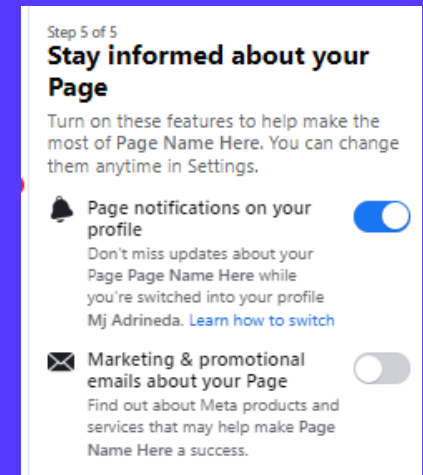 Step 5 of 5
Stay informed about your
Page
Turn on these features to help make the
most of Page Name Here. You can change
them anytime in Settings.
Page notifications on your
profile
Don't miss updates about your
Page Page Name Here while
you're switched into your profile
Mj Adrineda. Learn how to switch
Marketing & promotional
emails about your Page
Find out about Meta products and
services that may help make Page
Name Here a success.